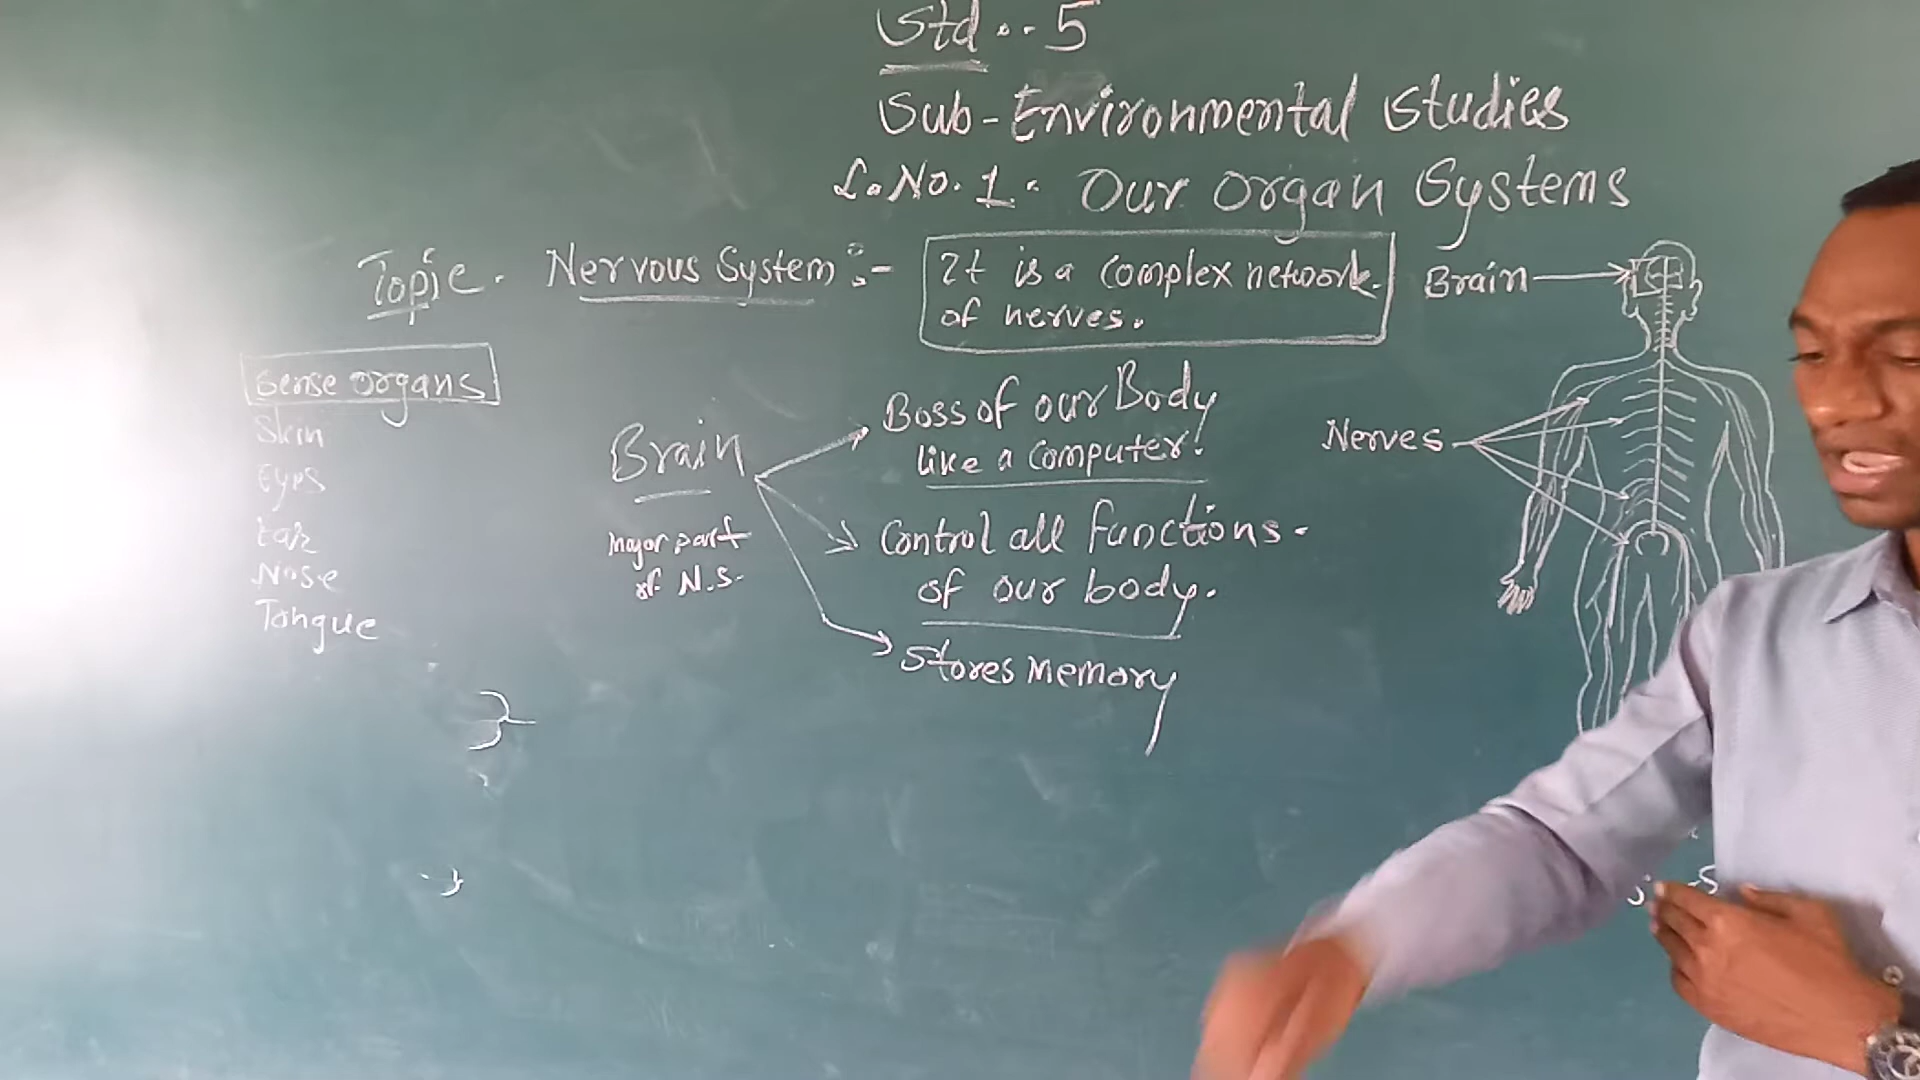 Std.. 5
Sub-Environmental Studies
L.No. 1. Our Organ Systems
Topic. Nervous System :- It is a complex network. of nerves.
Sense organs
Skin
Eyes
Ear
Nose
Tongue
Brain
major part
of N.S.
Boss of our Body
like a computer!
Control all functions.
of our body.
Stores Memory
Brain
Nerves